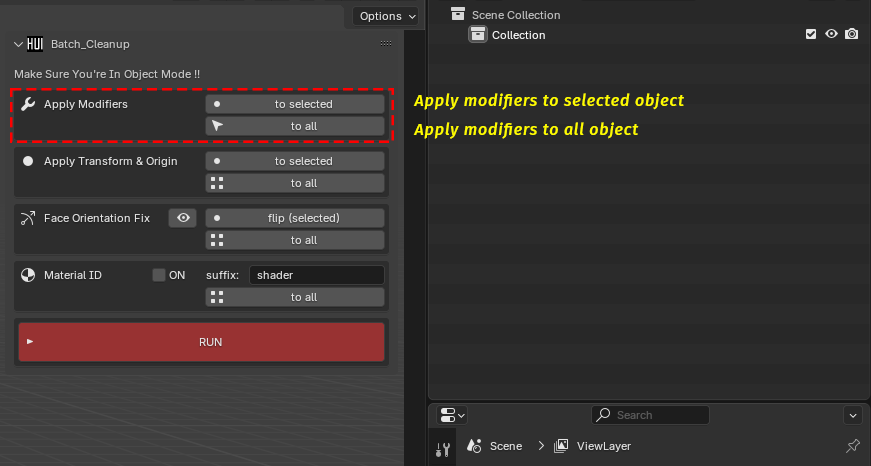 Options
HUI Batch_Cleanup
Make Sure You're In Object Mode !!
Apply Modifiers
to selected
to all
Apply modifiers to selected object
Apply modifiers to all object
Apply Transform & Origin
to selected
to all
Face Orientation Fix
flip (selected)
to all
Material ID
ON
suffix:
shader
to all
RUN
Scene Collection
Collection
Search
Scene
ViewLayer